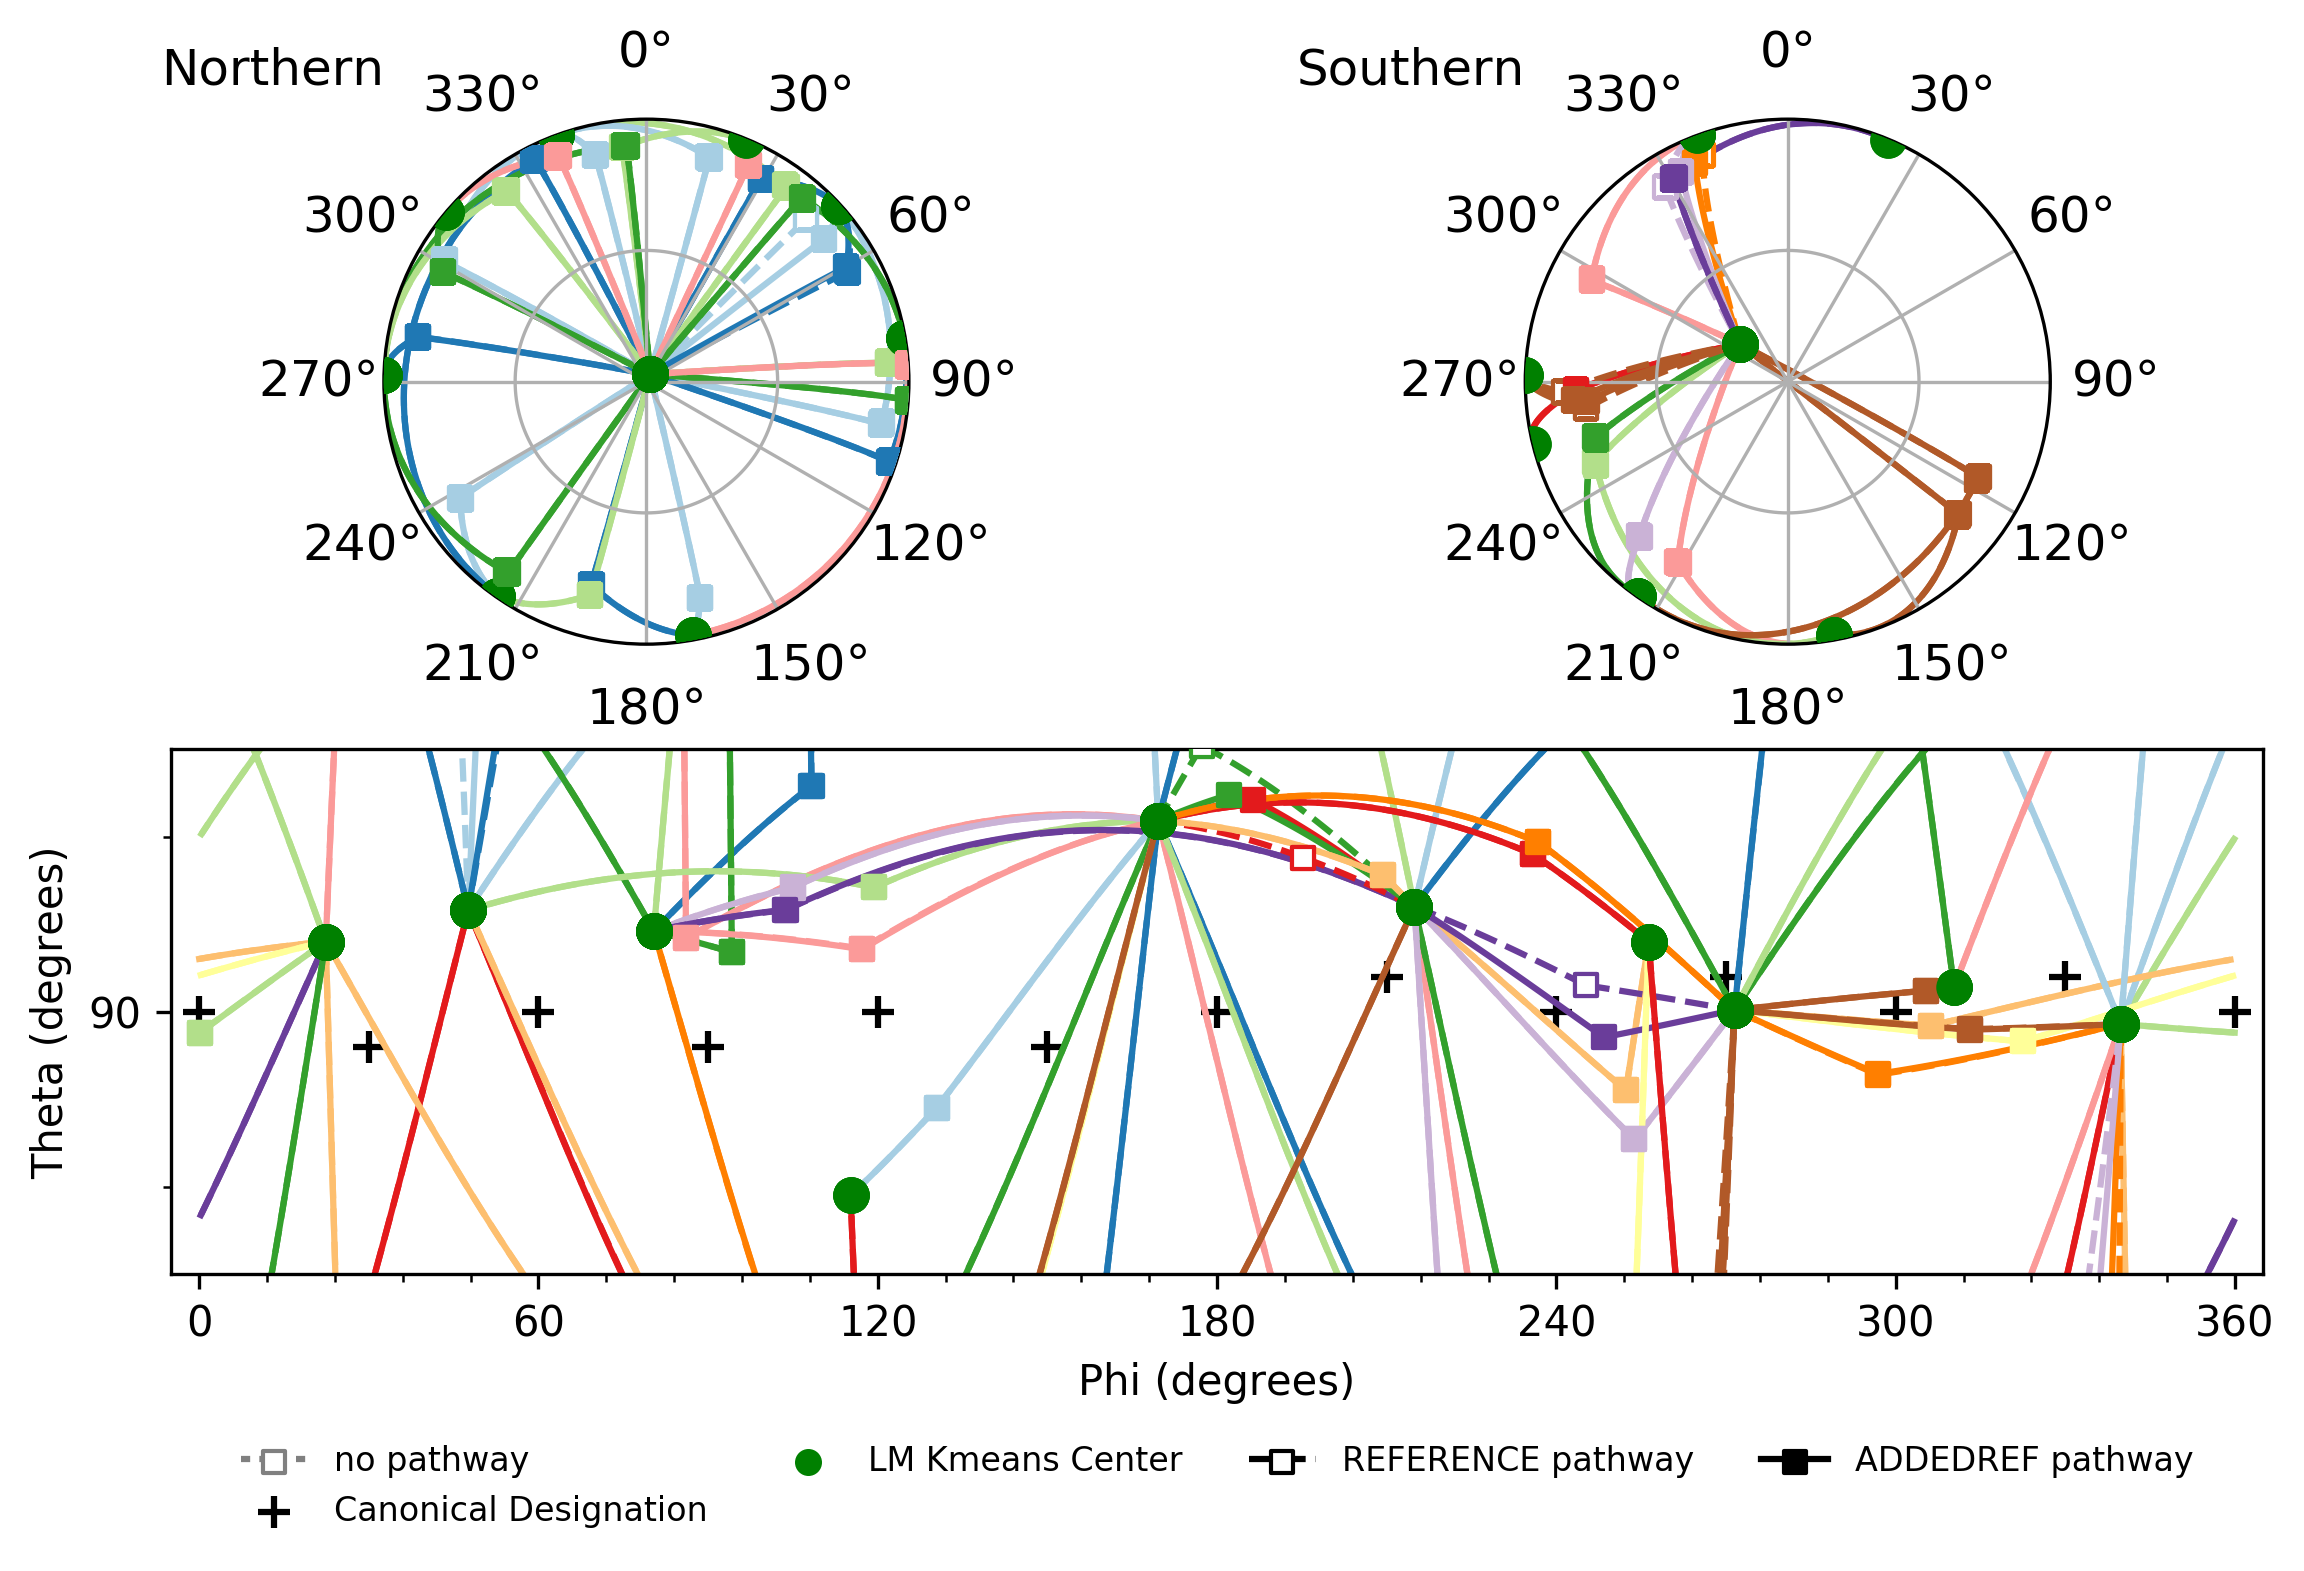 Northern
0°
30°
60°
90°
120°
150°
180°
210°
240°
270°
300°
330°
Southern
0°
30°
60°
90°
120°
150°
180°
210°
240°
270°
300°
330°
Theta (degrees)
90
0 60 120 180 240 300 360
Phi (degrees)
no pathway
Canonical Designation
LM Kmeans Center
REFERENCE pathway
ADDEDREF pathway